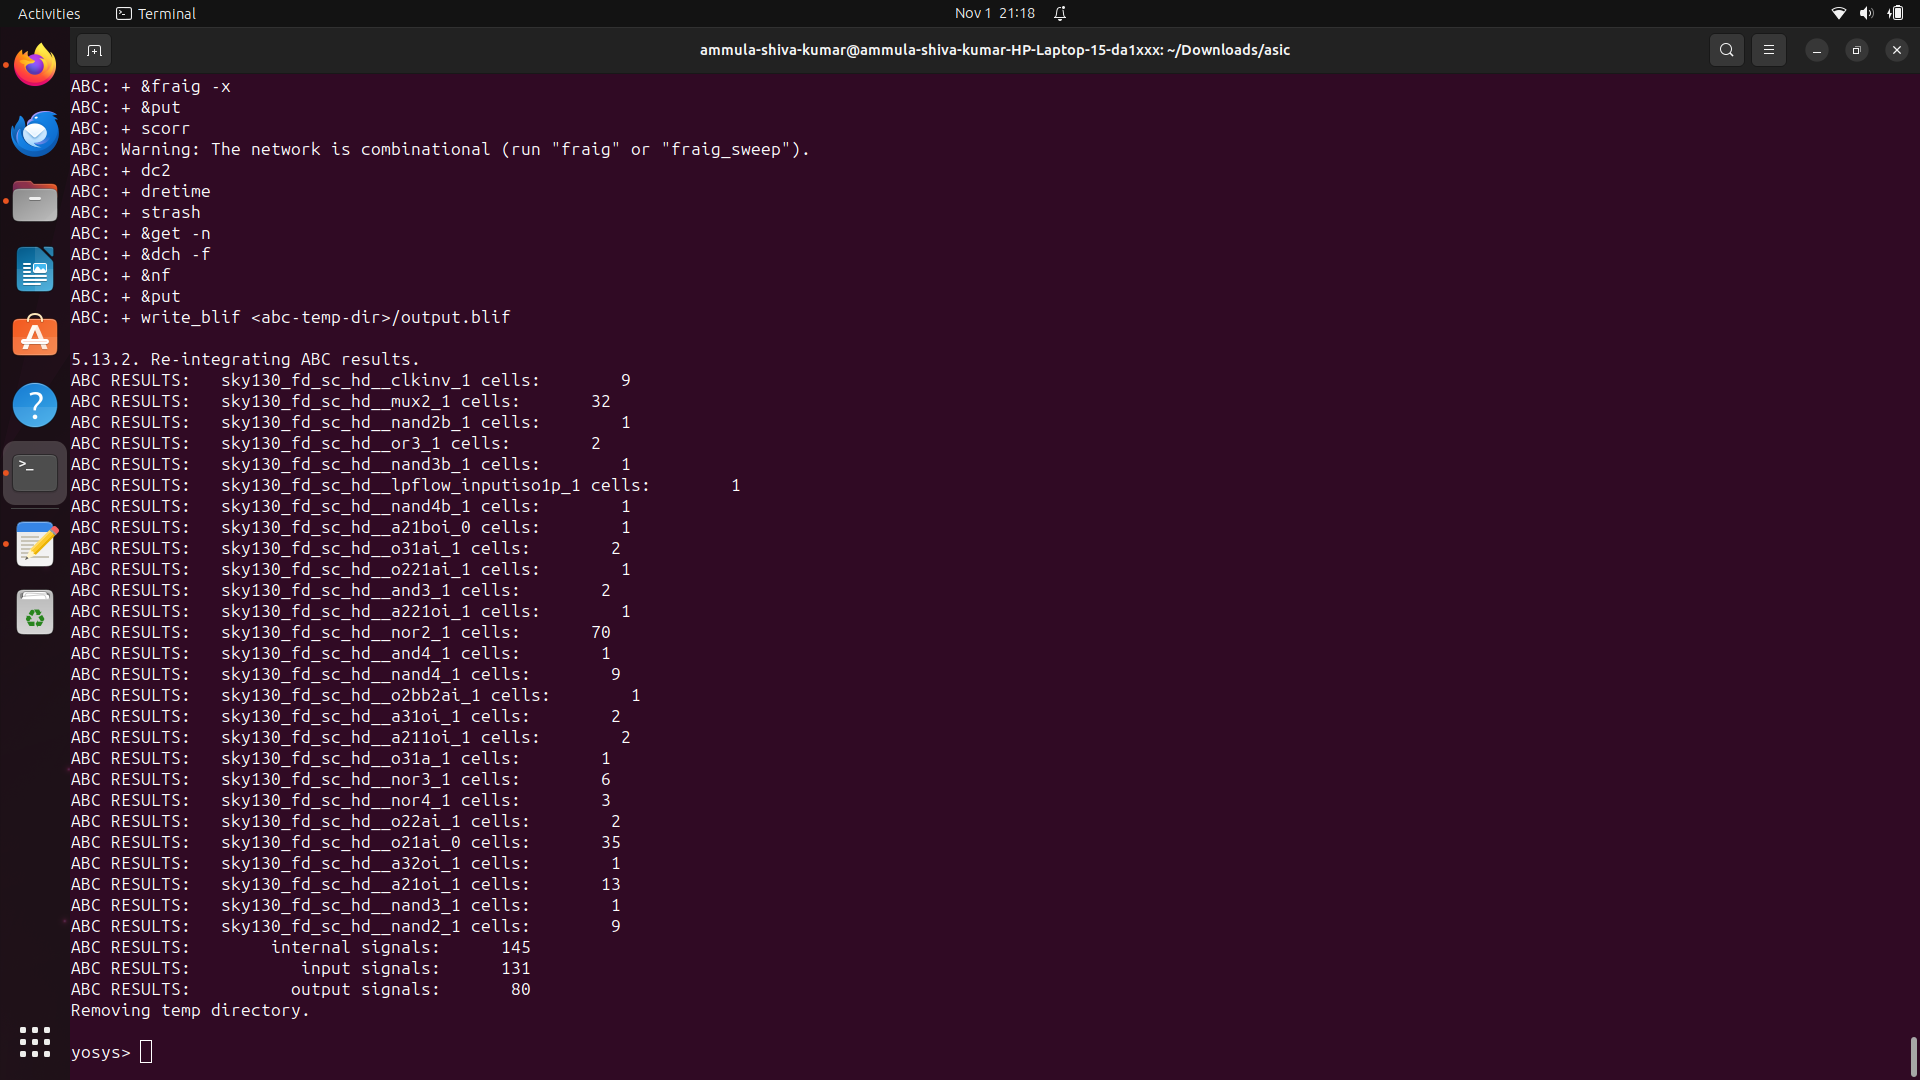 Activities
Terminal
Nov 1 21:18
ammula-shiva-kumar@ammula-shiva-kumar-HP-Laptop-15-da1xxx: ~/Downloads/asic
ABC: + &fraig -x
ABC: + &put
ABC: + scorr
ABC: Warning: The network is combinational (run "fraig" or "fraig_sweep").
ABC: + dc2
ABC: + dretime
ABC: + strash
ABC: + &get -n
ABC: + &dch -f
ABC: + &nf
ABC: + &put
ABC: + write_blif <abc-temp-dir>/output.blif
5.13.2. Re-integrating ABC results.
ABC RESULTS:   sky130_fd_sc_hd__clkinv_1 cells:        9
ABC RESULTS:   sky130_fd_sc_hd__mux2_1 cells:       32
ABC RESULTS:   sky130_fd_sc_hd__nand2b_1 cells:        1
ABC RESULTS:   sky130_fd_sc_hd__or3_1 cells:        2
ABC RESULTS:   sky130_fd_sc_hd__nand3b_1 cells:        1
ABC RESULTS:   sky130_fd_sc_hd__lpflow_inputiso1p_1 cells:        1
ABC RESULTS:   sky130_fd_sc_hd__nand4b_1 cells:        1
ABC RESULTS:   sky130_fd_sc_hd__a21boi_0 cells:        1
ABC RESULTS:   sky130_fd_sc_hd__o31ai_1 cells:        2
ABC RESULTS:   sky130_fd_sc_hd__o221ai_1 cells:        1
ABC RESULTS:   sky130_fd_sc_hd__and3_1 cells:        2
ABC RESULTS:   sky130_fd_sc_hd__a221oi_1 cells:        1
ABC RESULTS:   sky130_fd_sc_hd__nor2_1 cells:       70
ABC RESULTS:   sky130_fd_sc_hd__and4_1 cells:        1
ABC RESULTS:   sky130_fd_sc_hd__nand4_1 cells:        9
ABC RESULTS:   sky130_fd_sc_hd__o2bb2ai_1 cells:        1
ABC RESULTS:   sky130_fd_sc_hd__a31oi_1 cells:        2
ABC RESULTS:   sky130_fd_sc_hd__a211oi_1 cells:        2
ABC RESULTS:   sky130_fd_sc_hd__o31a_1 cells:        1
ABC RESULTS:   sky130_fd_sc_hd__nor3_1 cells:        6
ABC RESULTS:   sky130_fd_sc_hd__nor4_1 cells:        3
ABC RESULTS:   sky130_fd_sc_hd__o22ai_1 cells:        2
ABC RESULTS:   sky130_fd_sc_hd__o21ai_0 cells:       35
ABC RESULTS:   sky130_fd_sc_hd__a32oi_1 cells:        1
ABC RESULTS:   sky130_fd_sc_hd__a21oi_1 cells:       13
ABC RESULTS:   sky130_fd_sc_hd__nand3_1 cells:        1
ABC RESULTS:   sky130_fd_sc_hd__nand2_1 cells:        9
ABC RESULTS:        internal signals:      145
ABC RESULTS:           input signals:      131
ABC RESULTS:          output signals:       80
Removing temp directory.
yosys>